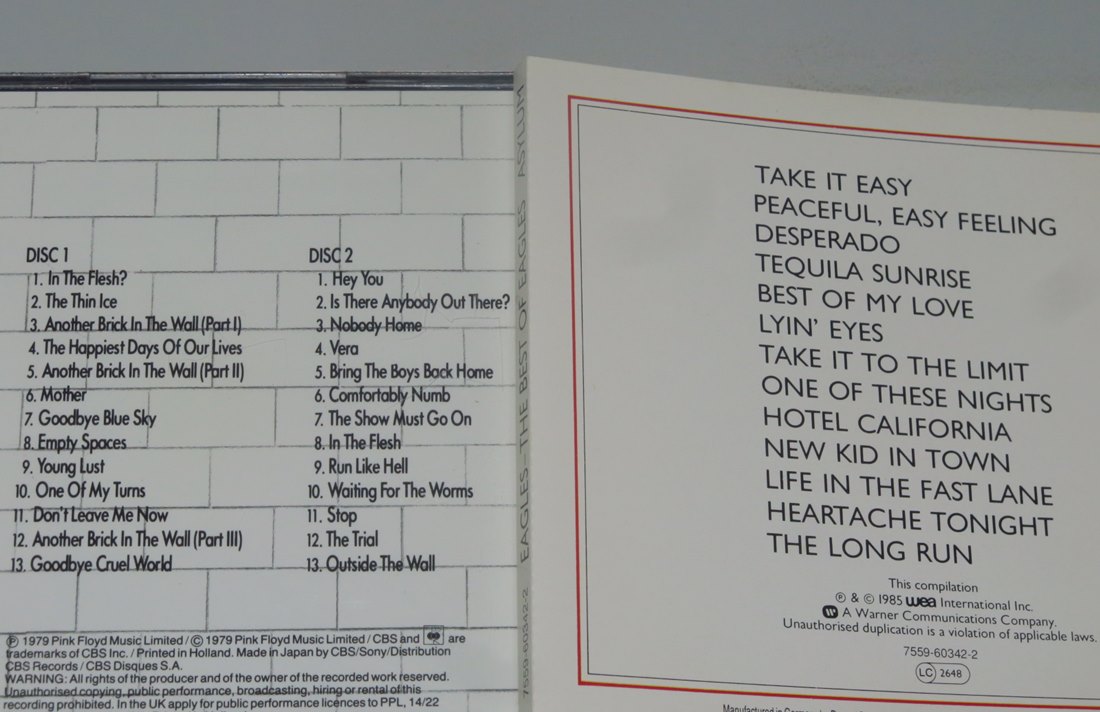 DISC 1
1. In The Flesh?
2. The Thin Ice
3. Another Brick In The Wall (Part I)
4. The Happiest Days Of Our Lives
5. Another Brick In The Wall (Part II)
6. Mother
7. Goodbye Blue Sky
8. Empty Spaces
9. Young Lust
10. One Of My Turns
11. Don't Leave Me Now
12. Another Brick In The Wall (Part III)
13. Goodbye Cruel World
DISC 2
1. Hey You
2. Is There Anybody Out There?
3. Nobody Home
4. Vera
5. Bring The Boys Back Home
6. Comfortably Numb
7. The Show Must Go On
8. In The Flesh
9. Run Like Hell
10. Waiting For The Worms
11. Stop
12. The Trial
13. Outside The Wall
Ⓟ 1979 Pink Floyd Music Limited / © 1979 Pink Floyd Music Limited / CBS and are
trademarks of CBS Inc. / Printed in Holland. Made in Japan by CBS/Sony/Distribution
CBS Records / CBS Disques S.A.
WARNING: All rights of the producer and of the owner of the recorded work reserved.
Unauthorised copying, public performance, broadcasting, hiring or rental of this
recording prohibited. In the UK apply for public performance licences to PPL, 14/22
7559-60342-2 EAGLES - THE BEST OF EAGLES ASYLUM
TAKE IT EASY
PEACEFUL, EASY FEELING
DESPERADO
TEQUILA SUNRISE
BEST OF MY LOVE
LYIN' EYES
TAKE IT TO THE LIMIT
ONE OF THESE NIGHTS
HOTEL CALIFORNIA
NEW KID IN TOWN
LIFE IN THE FAST LANE
HEARTACHE TONIGHT
THE LONG RUN
This compilation
Ⓟ & © 1985 wea International Inc.
A Warner Communications Company.
Unauthorised duplication is a violation of applicable laws.
7559-60342-2
LC 2648
Manufactured in